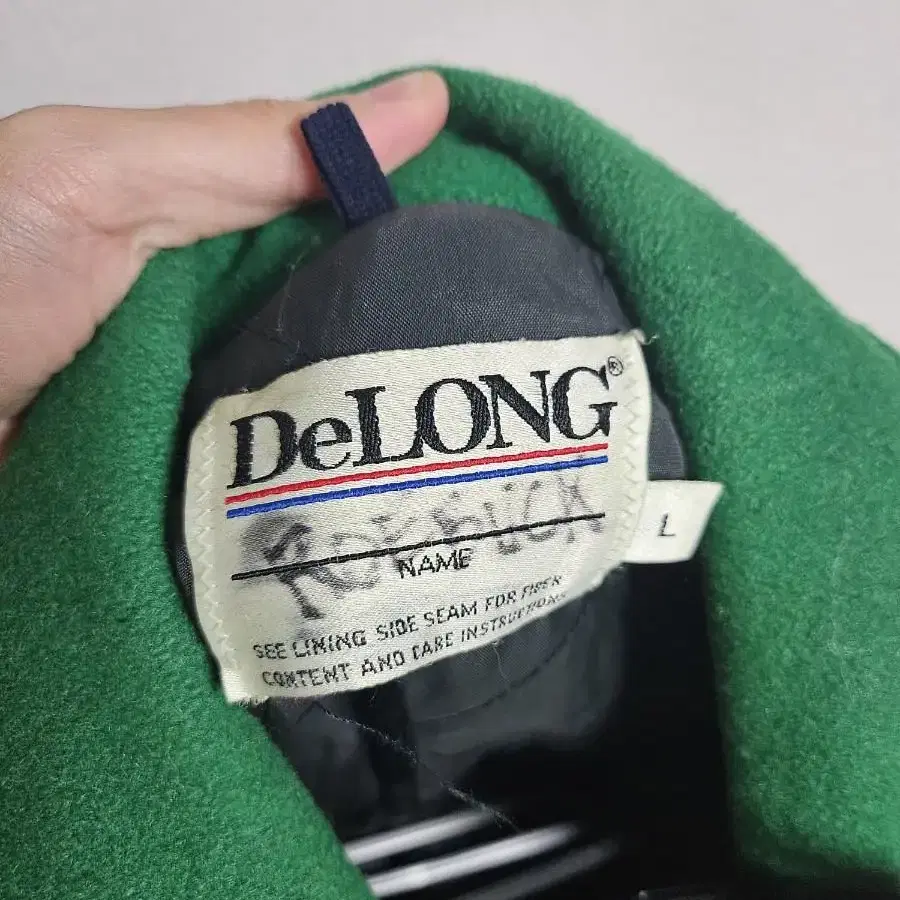 DeLONG®
L
NAME
SEE LINING SIDE SEAM FOR FIBER
CONTENT AND CARE INSTRUCTIONS